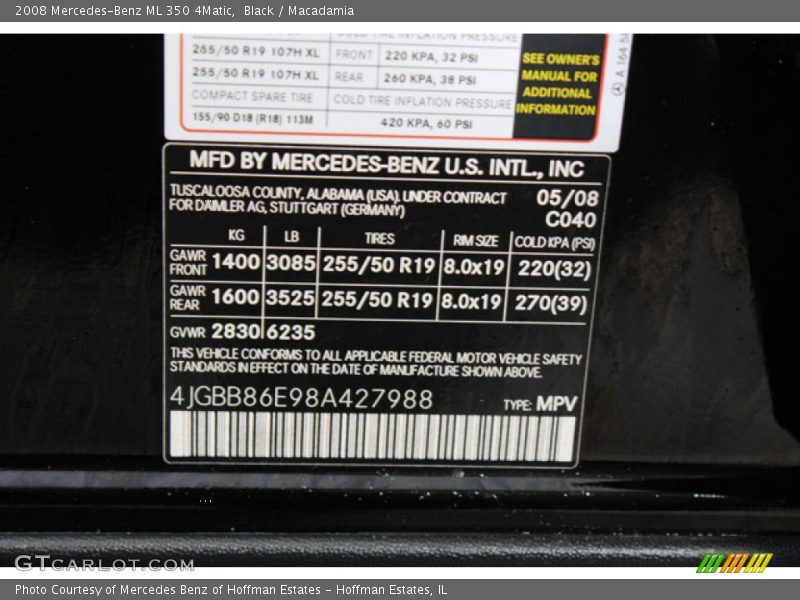 2008 Mercedes-Benz ML 350 4Matic, Black / Macadamia
COLD TIRE INFLATION PRESSURE
255/50 R19 107H XL FRONT 220 KPA, 32 PSI
255/50 R19 107H XL REAR 260 KPA, 38 PSI
COMPACT SPARE TIRE COLD TIRE INFLATION PRESSURE
155/90 D18 (R18) 113M 420 KPA, 60 PSI
SEE OWNER'S
MANUAL FOR
ADDITIONAL
INFORMATION
A 164 58
MFD BY MERCEDES-BENZ U.S. INTL., INC
TUSCALOOSA COUNTY, ALABAMA (USA). UNDER CONTRACT 05/08
FOR DAIMLER AG, STUTTGART (GERMANY) C040
KG LB TIRES RIM SIZE COLD KPA (PSI)
GAWR FRONT 1400 3085 255/50 R19 8.0x19 220(32)
GAWR REAR 1600 3525 255/50 R19 8.0x19 270(39)
GVWR 2830 6235
THIS VEHICLE CONFORMS TO ALL APPLICABLE FEDERAL MOTOR VEHICLE SAFETY
STANDARDS IN EFFECT ON THE DATE OF MANUFACTURE SHOWN ABOVE.
4JGBB86E98A427988 TYPE: MPV
GTCARLOT.COM
Photo Courtesy of Mercedes Benz of Hoffman Estates - Hoffman Estates, IL